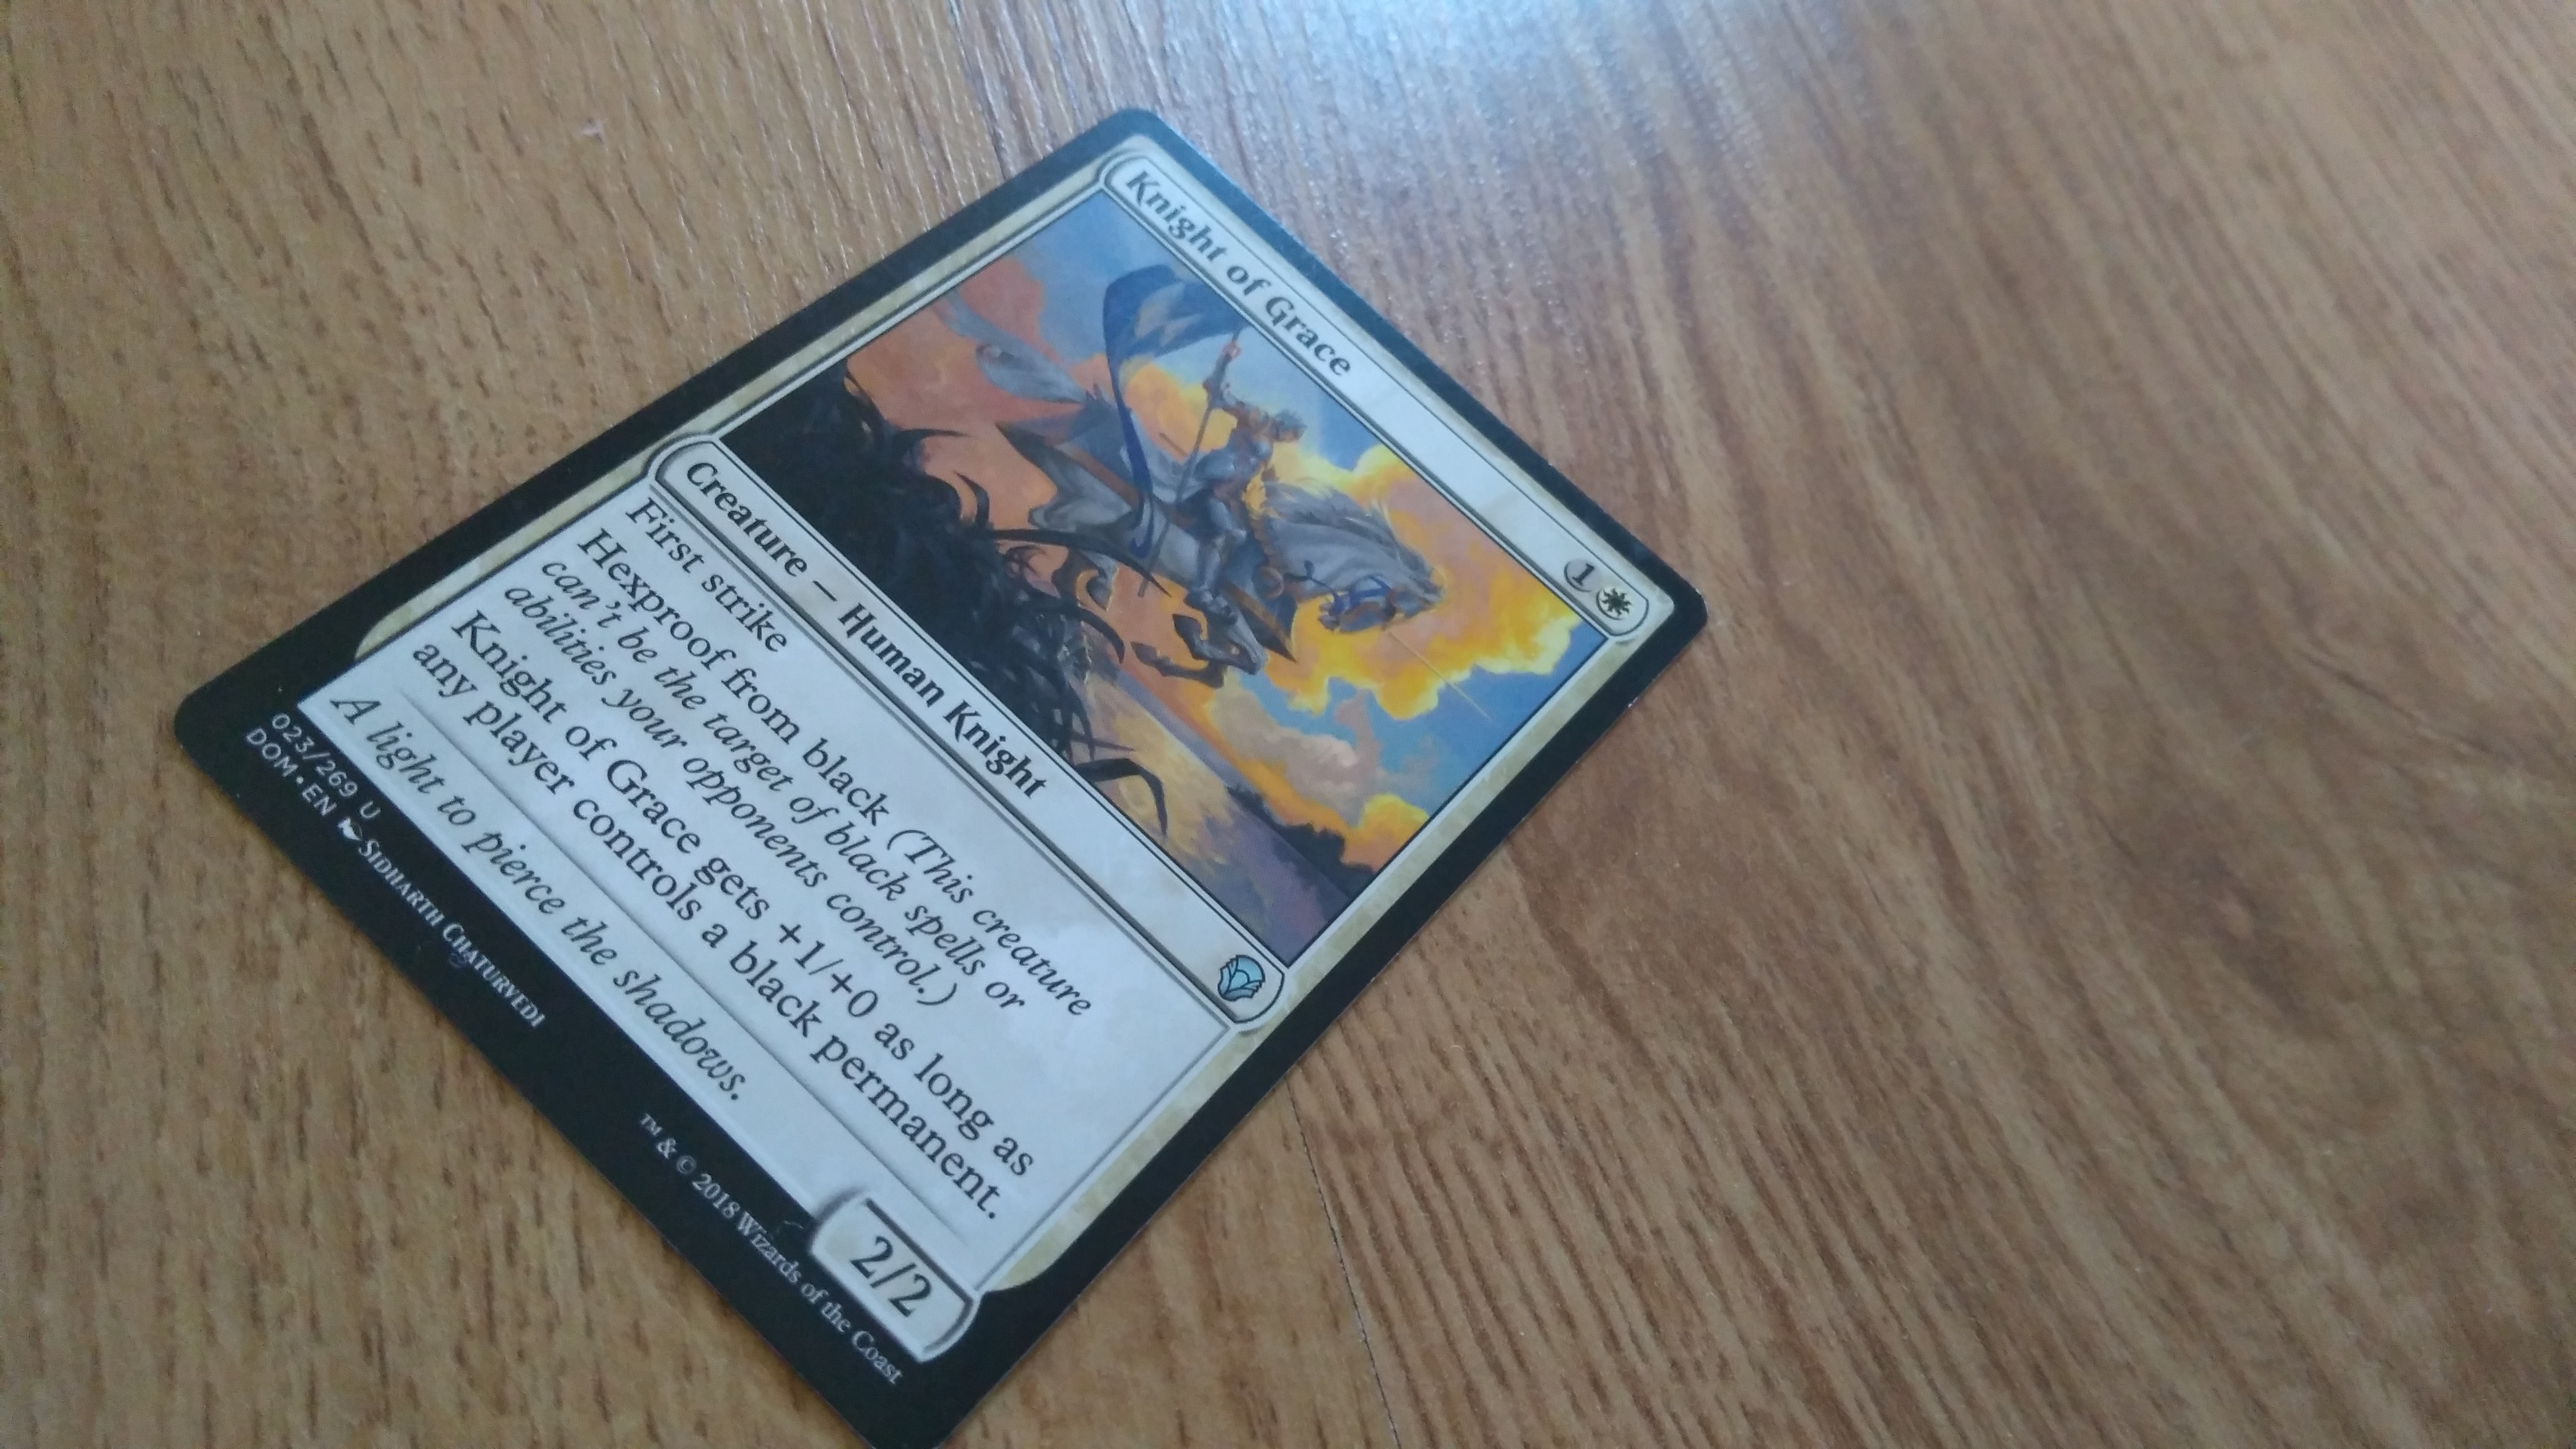 Knight of Grace
1
Creature — Human Knight
First strike
Hexproof from black (This creature
can't be the target of black spells or
abilities your opponents control.)
Knight of Grace gets +1/+0 as long as
any player controls a black permanent.
A light to pierce the shadows.
2/2
023/269 U
DOM • EN SIDHARTH CHATURVEDI
™ & © 2018 Wizards of the Coast